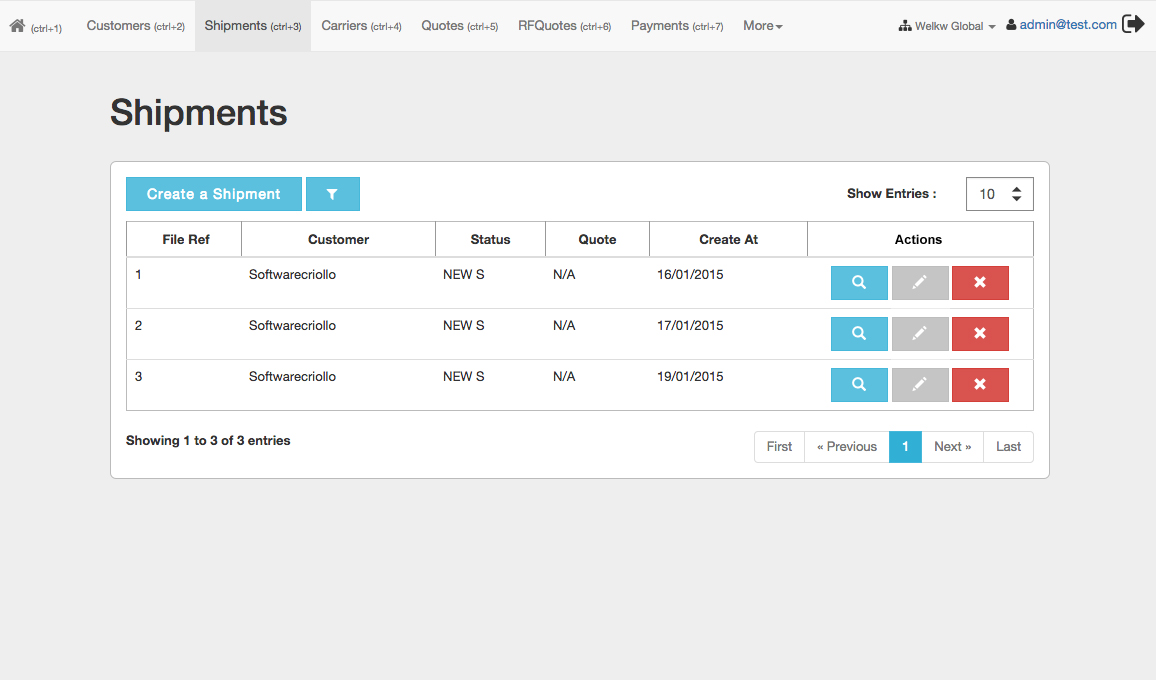 (ctrl+1) Customers (ctrl+2) Shipments (ctrl+3) Carriers (ctrl+4) Quotes (ctrl+5) RFQuotes (ctrl+6) Payments (ctrl+7) More Welkw Global admin@test.com
Shipments
Create a Shipment Show Entries : 10
File Ref Customer Status Quote Create At Actions
1 Softwarecriollo NEW S N/A 16/01/2015
2 Softwarecriollo NEW S N/A 17/01/2015
3 Softwarecriollo NEW S N/A 19/01/2015
Showing 1 to 3 of 3 entries First « Previous 1 Next » Last